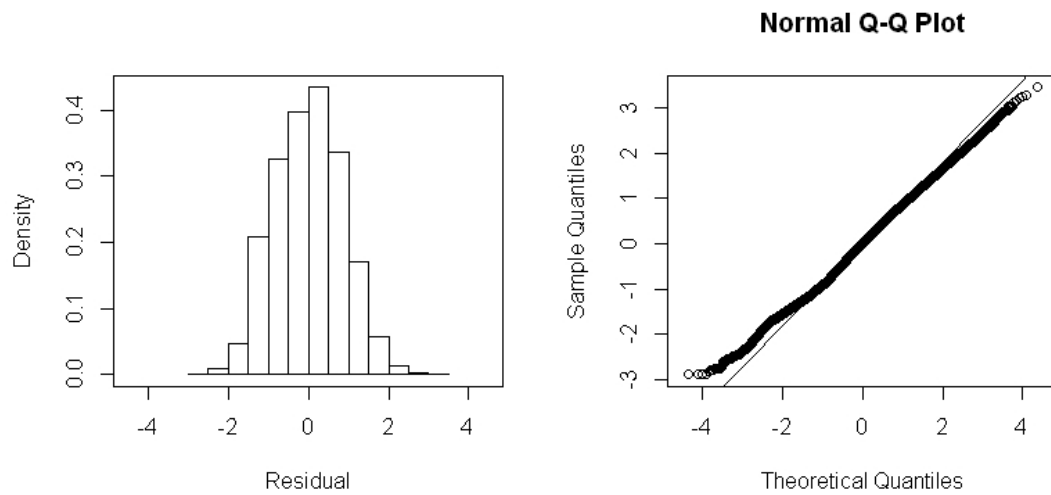 Normal Q-Q Plot
Density
0.0 0.1 0.2 0.3 0.4
-4 -2 0 2 4
Residual
Sample Quantiles
-3 -2 -1 0 1 2 3
-4 -2 0 2 4
Theoretical Quantiles